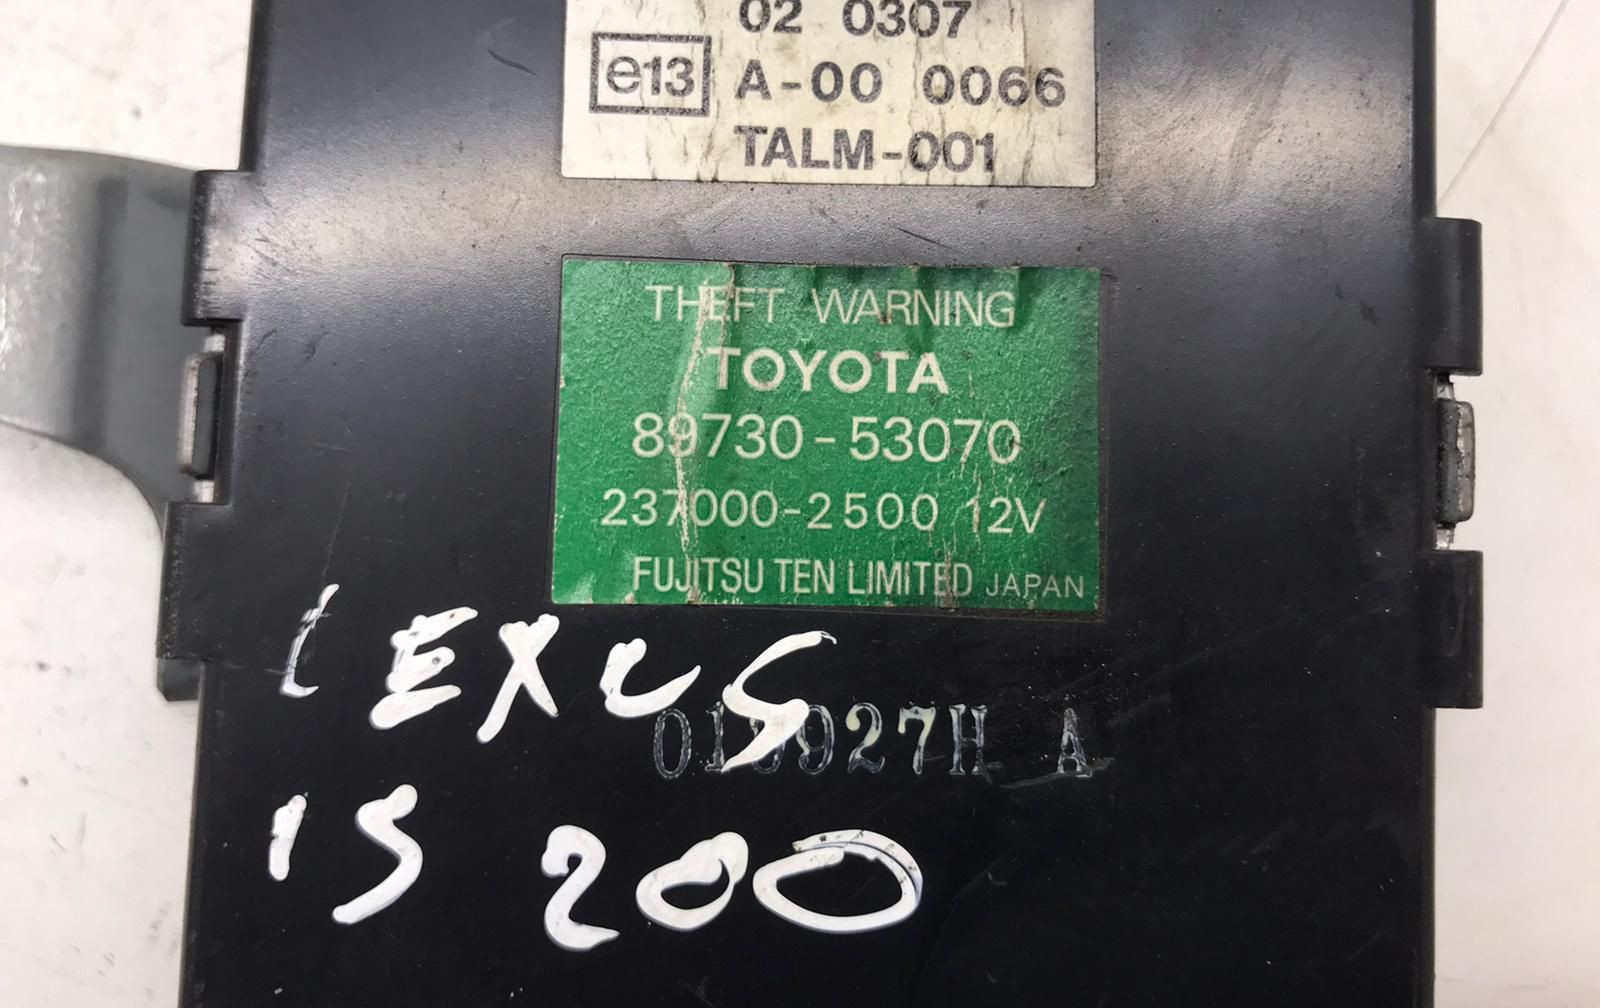 02 0307
e13 A-00 0066
TALM-001
THEFT WARNING
TOYOTA
89730-53070
237000-2500 12V
FUJITSU TEN LIMITED JAPAN
LEXUS
IS 200